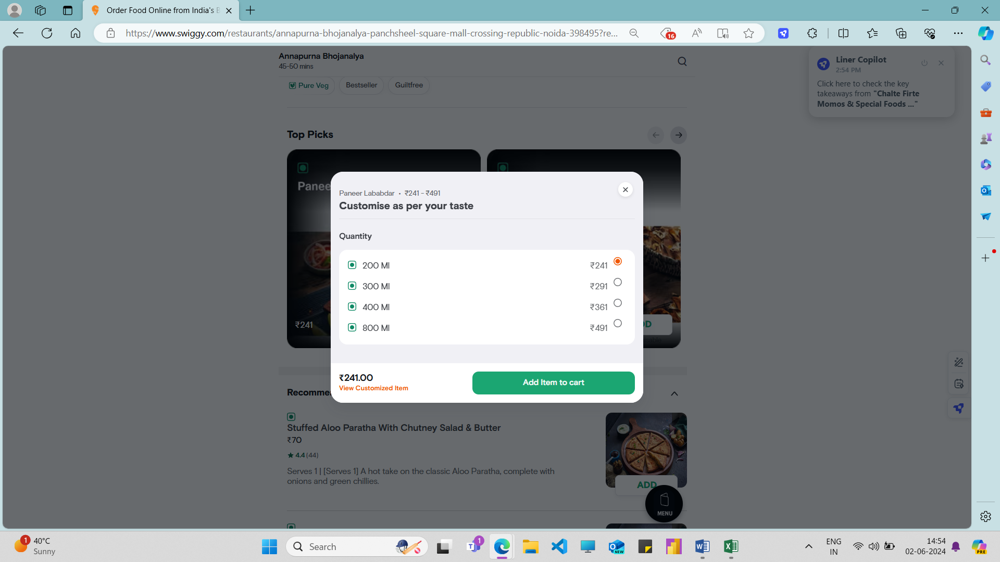 Order Food Online from India's B
https://www.swiggy.com/restaurants/annapurna-bhojanalya-panchsheel-square-mall-crossing-republic-noida-398495?re...
16
Annapurna Bhojanalya
45-50 mins
Pure Veg
Bestseller
Guiltfree
Liner Copilot
2:54 PM
Click here to check the key
takeaways from "Chalte Firte
Momos & Special Foods ..."
Top Picks
Panee
₹241
Paneer Lababdar • ₹241 - ₹491
Customise as per your taste
Quantity
200 Ml ₹241
300 Ml ₹291
400 Ml ₹361
800 Ml ₹491
₹241.00
View Customized Item
Add Item to cart
Recomme
Stuffed Aloo Paratha With Chutney Salad & Butter
₹70
4.4 (44)
Serves 1 | [Serves 1] A hot take on the classic Aloo Paratha, complete with
onions and green chillies.
ADD
MENU
1
40°C
Sunny
Search
1
NEW
ENG
IN
14:54
02-06-2024
PRE